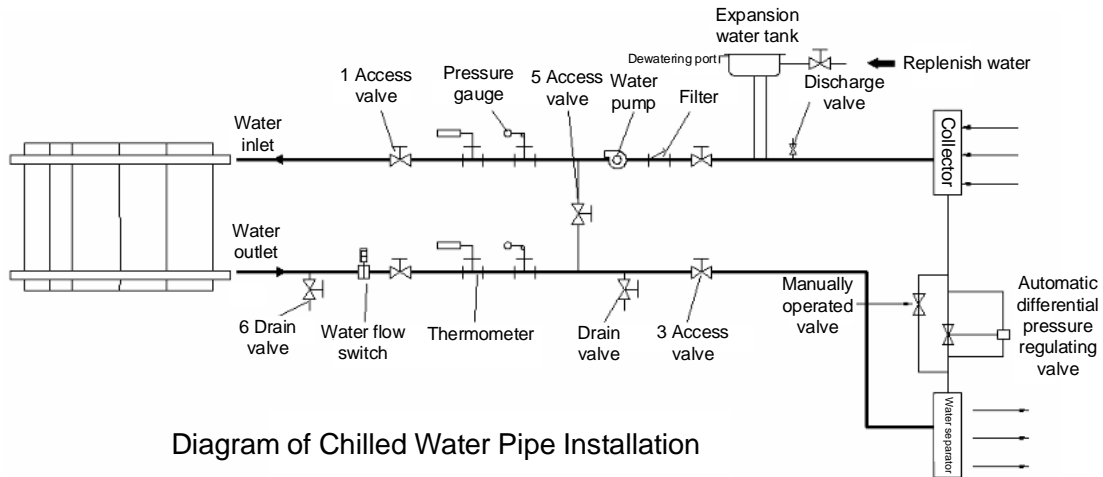 Expansion
water tank
Dewatering port
Replenish water
1 Access
valve
Pressure
gauge
5 Access
valve
Water
pump
Filter
Discharge
valve
Water
inlet
Collector
Water
outlet
6 Drain
valve
Water flow
switch
Thermometer
Drain
valve
3 Access
valve
Manually
operated
valve
Automatic
differential
pressure
regulating
valve
Water separator
Diagram of Chilled Water Pipe Installation